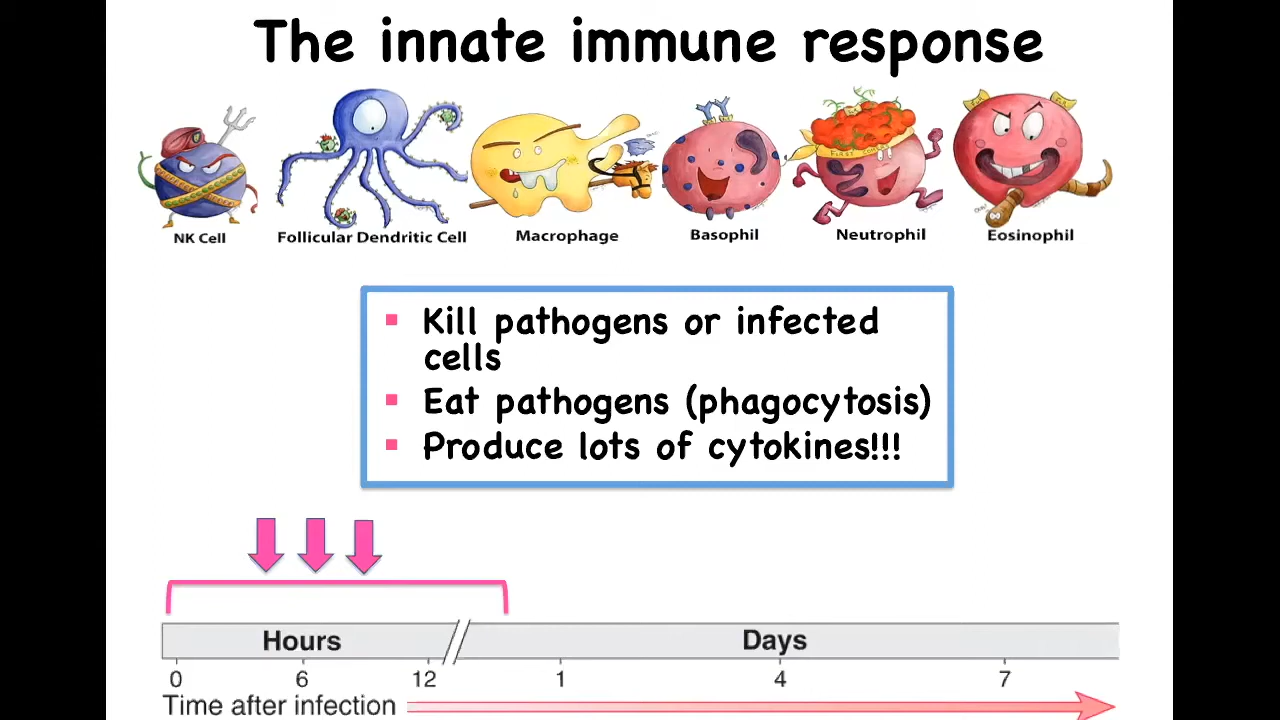 The innate immune response
NK Cell
Follicular Dendritic Cell
Macrophage
Basophil
Neutrophil
Eosinophil
Kill pathogens or infected
cells
Eat pathogens (phagocytosis)
Produce lots of cytokines!!!
Hours
Days
0
6
12
1
4
7
Time after infection